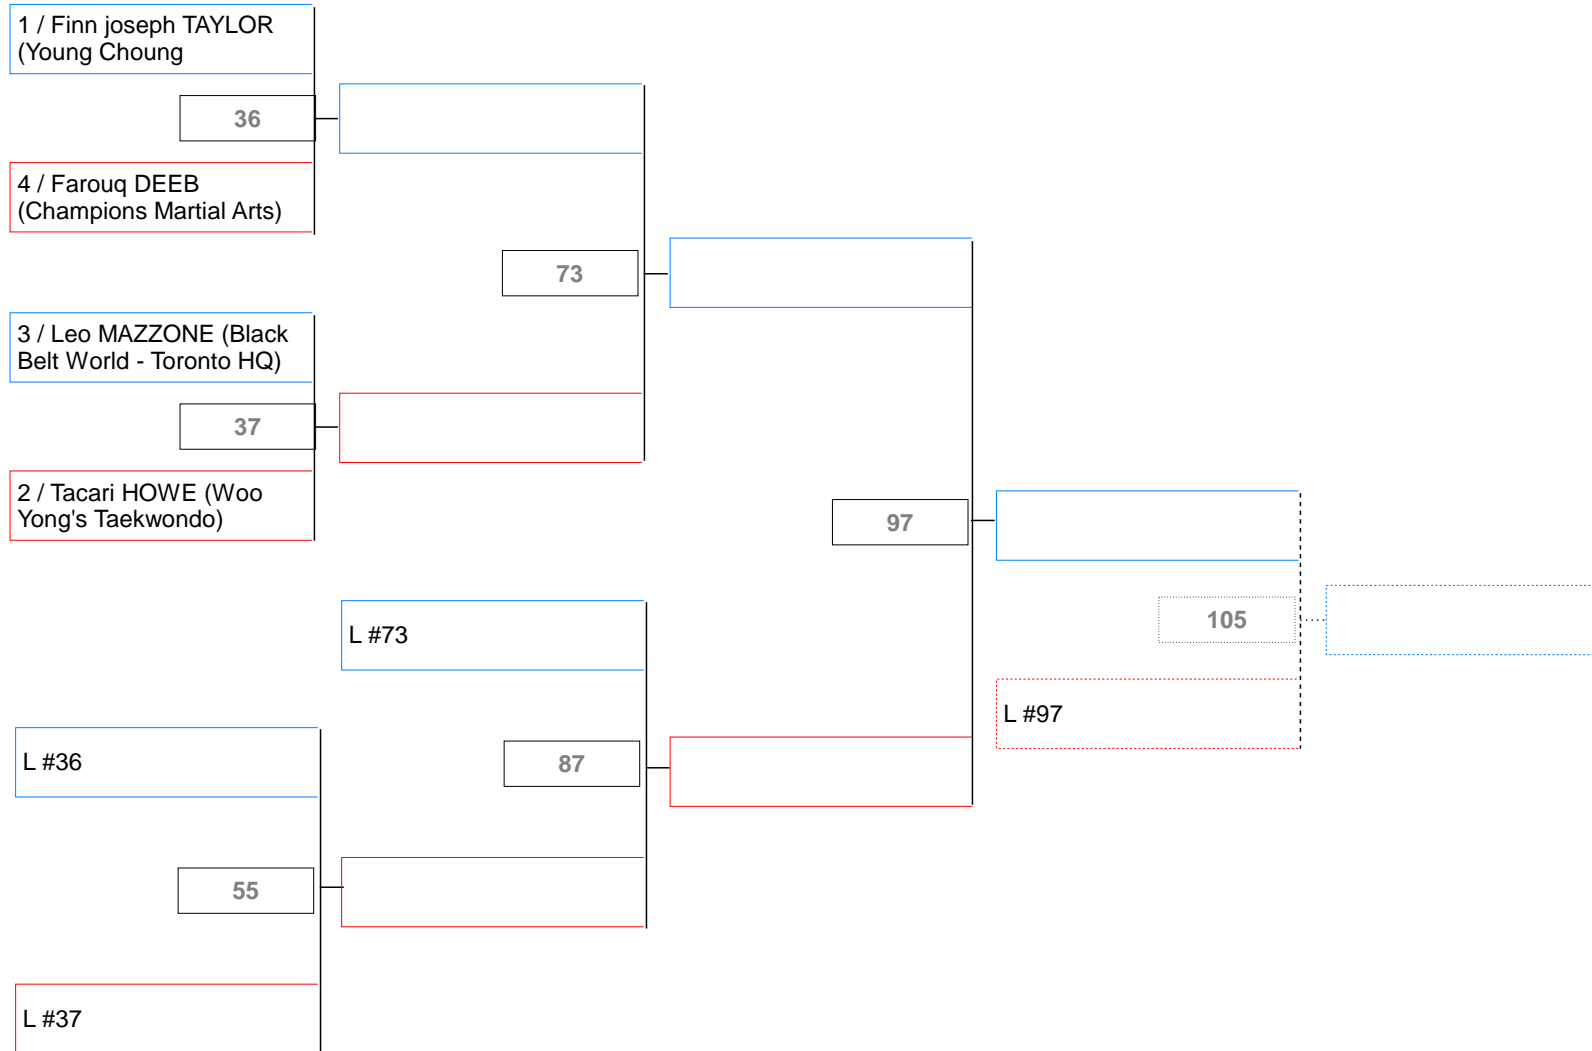 1 / Finn joseph TAYLOR
(Young Choung
36
4 / Farouq DEEB
(Champions Martial Arts)
73
3 / Leo MAZZONE (Black
Belt World - Toronto HQ)
37
2 / Tacari HOWE (Woo
Yong's Taekwondo)
97
105
L #73
L #97
L #36
87
55
L #37